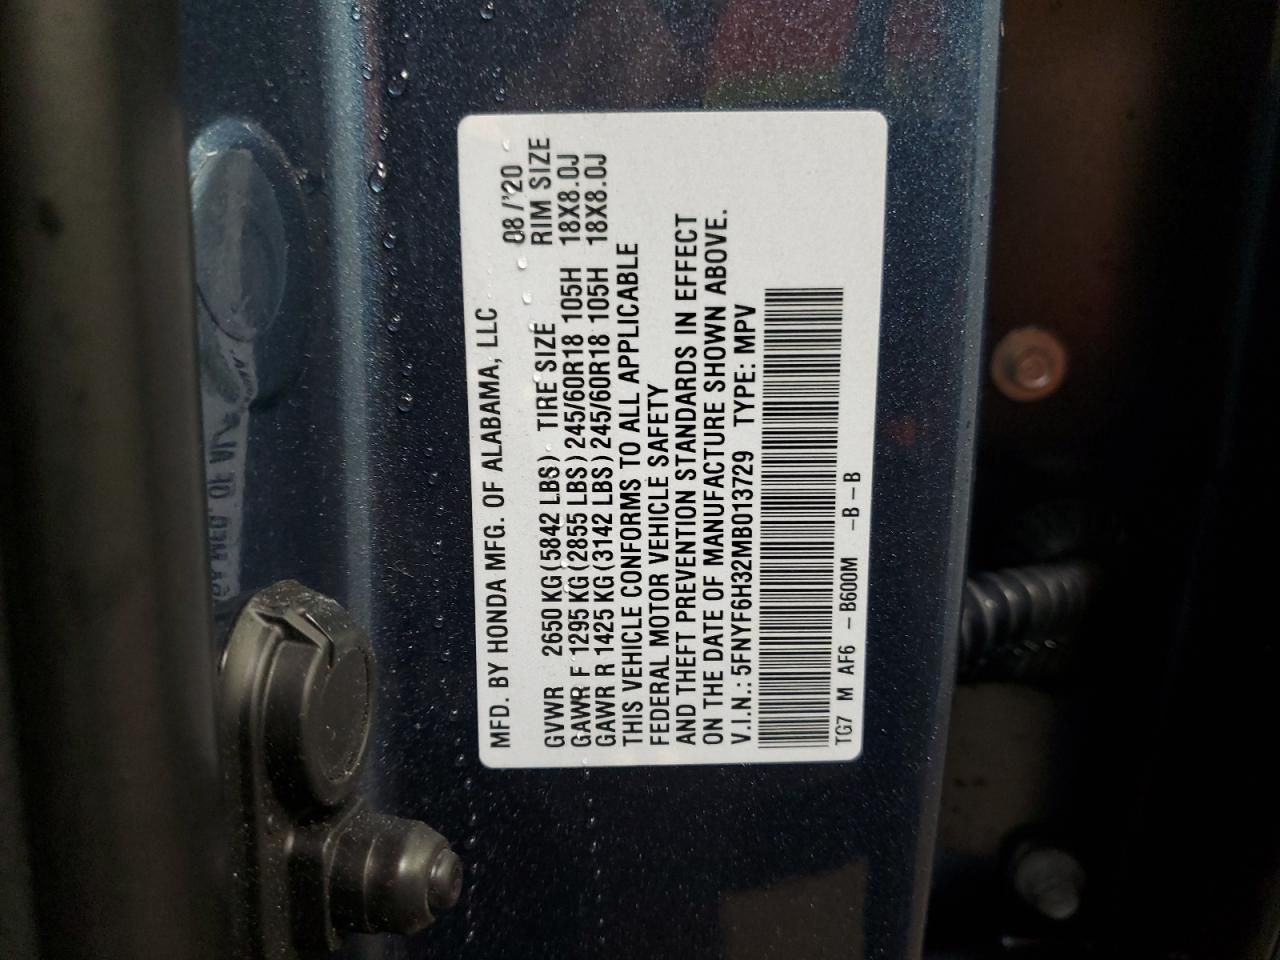 MFD. BY HONDA MFG. OF ALABAMA, LLC 08/'20
GVWR 2650 KG (5842 LBS) TIRE SIZE RIM SIZE
GAWR F 1295 KG (2855 LBS) 245/60R18 105H 18X8.0J
GAWR R 1425 KG (3142 LBS) 245/60R18 105H 18X8.0J
THIS VEHICLE CONFORMS TO ALL APPLICABLE
FEDERAL MOTOR VEHICLE SAFETY
AND THEFT PREVENTION STANDARDS IN EFFECT
ON THE DATE OF MANUFACTURE SHOWN ABOVE.
V.I.N.: 5FNYF6H32MB013729 TYPE: MPV
TG7 M AF6 -B600M -B-B